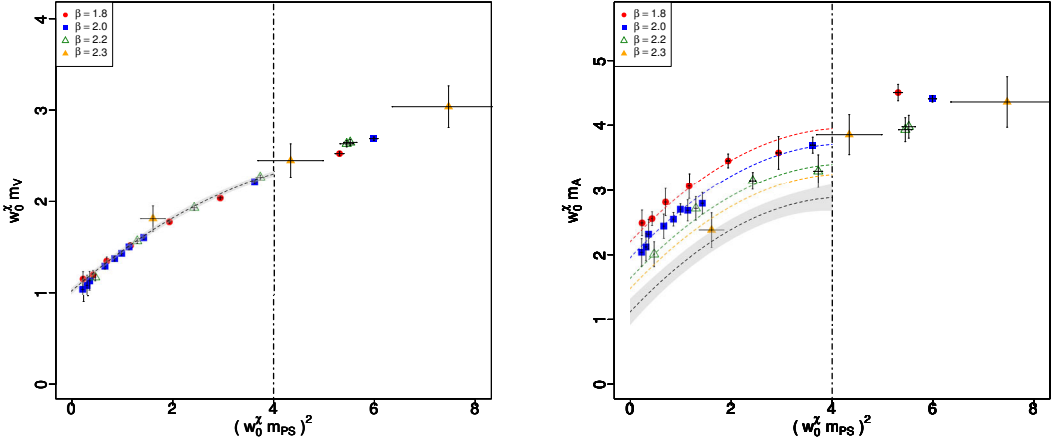 β = 1.8
β = 2.0
β = 2.2
β = 2.3
w₀^χ m_V
4
3
2
1
0
0 2 4 6 8
( w₀^χ m_PS )²
β = 1.8
β = 2.0
β = 2.2
β = 2.3
w₀^χ m_A
5
4
3
2
1
0
0 2 4 6 8
( w₀^χ m_PS )²